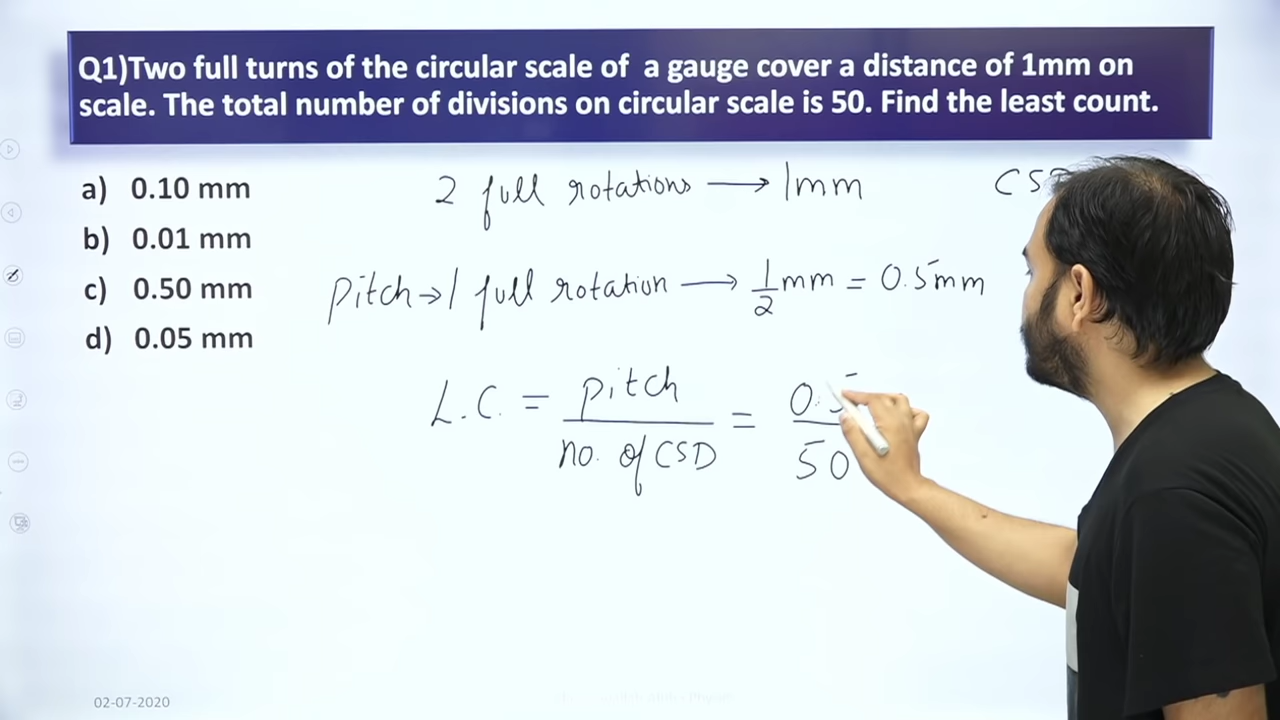 Q1)Two full turns of the circular scale of a gauge cover a distance of 1mm on
scale. The total number of divisions on circular scale is 50. Find the least count.
a) 0.10 mm
b) 0.01 mm
c) 0.50 mm
d) 0.05 mm
2 full rotations → 1mm
CSD
Pitch → 1 full rotation → 1/2 mm = 0.5mm
L.C. = pitch / no. of CSD = 0.5 / 50
02-07-2020